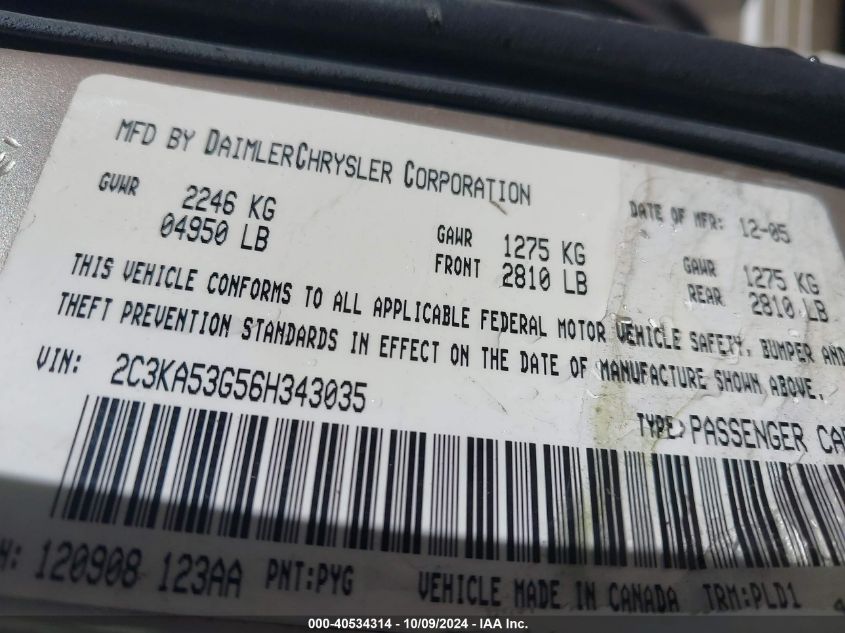 MFD BY DAIMLERCHRYSLER CORPORATION
DATE OF MFR: 12-05
GVWR 2246 KG
04950 LB
GAWR 1275 KG
FRONT 2810 LB
GAWR 1275 KG
REAR 2810 LB
THIS VEHICLE CONFORMS TO ALL APPLICABLE FEDERAL MOTOR VEHICLE SAFETY, BUMPER AND
THEFT PREVENTION STANDARDS IN EFFECT ON THE DATE OF MANUFACTURE SHOWN ABOVE.
VIN: 2C3KA53G56H343035
TYPE: PASSENGER CAR
H: 120908 123AA PNT:PYG VEHICLE MADE IN CANADA TRM:PLD1
000-40534314 - 10/09/2024 - IAA Inc.